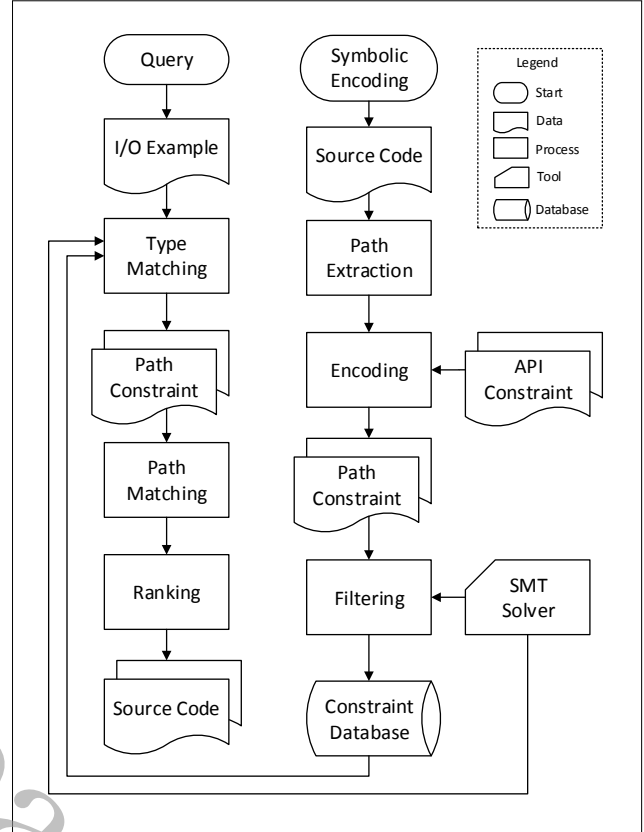 Query
I/O Example
Type
Matching
Path
Constraint
Path
Matching
Ranking
Source Code
Symbolic
Encoding
Source Code
Path
Extraction
Encoding
Path
Constraint
Filtering
Constraint
Database
API
Constraint
SMT
Solver
Legend
Start
Data
Process
Tool
Database